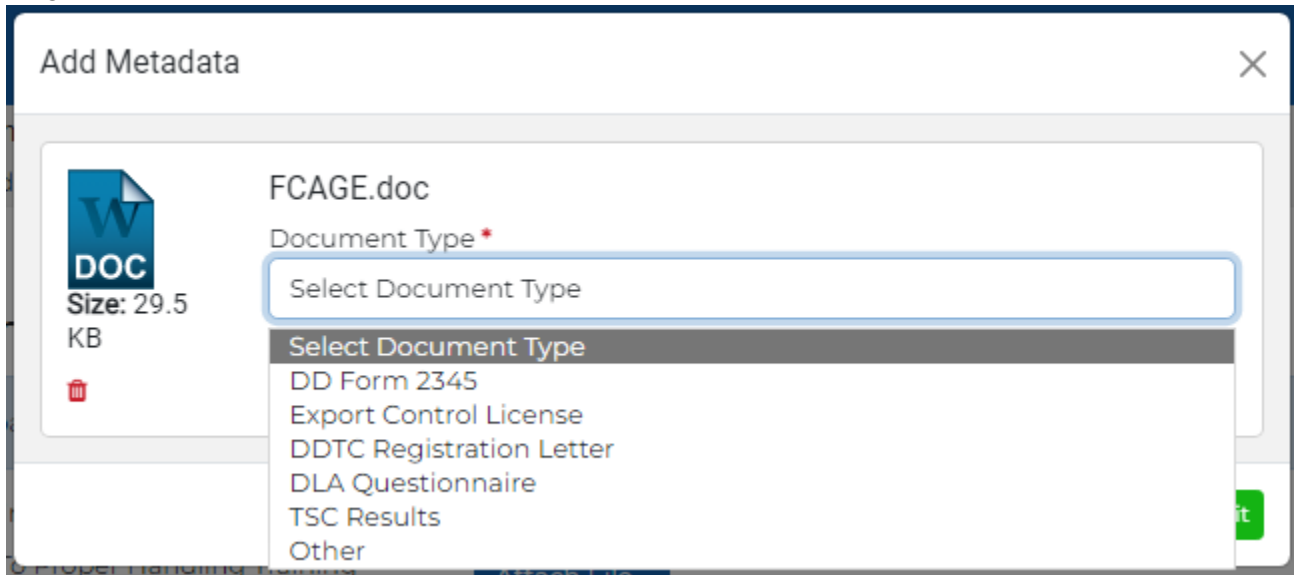 Add Metadata
FCAGE.doc
Document Type *
W
DOC
Size: 29.5
KB
Select Document Type
Select Document Type
DD Form 2345
Export Control License
DDTC Registration Letter
DLA Questionnaire
TSC Results
Other
it